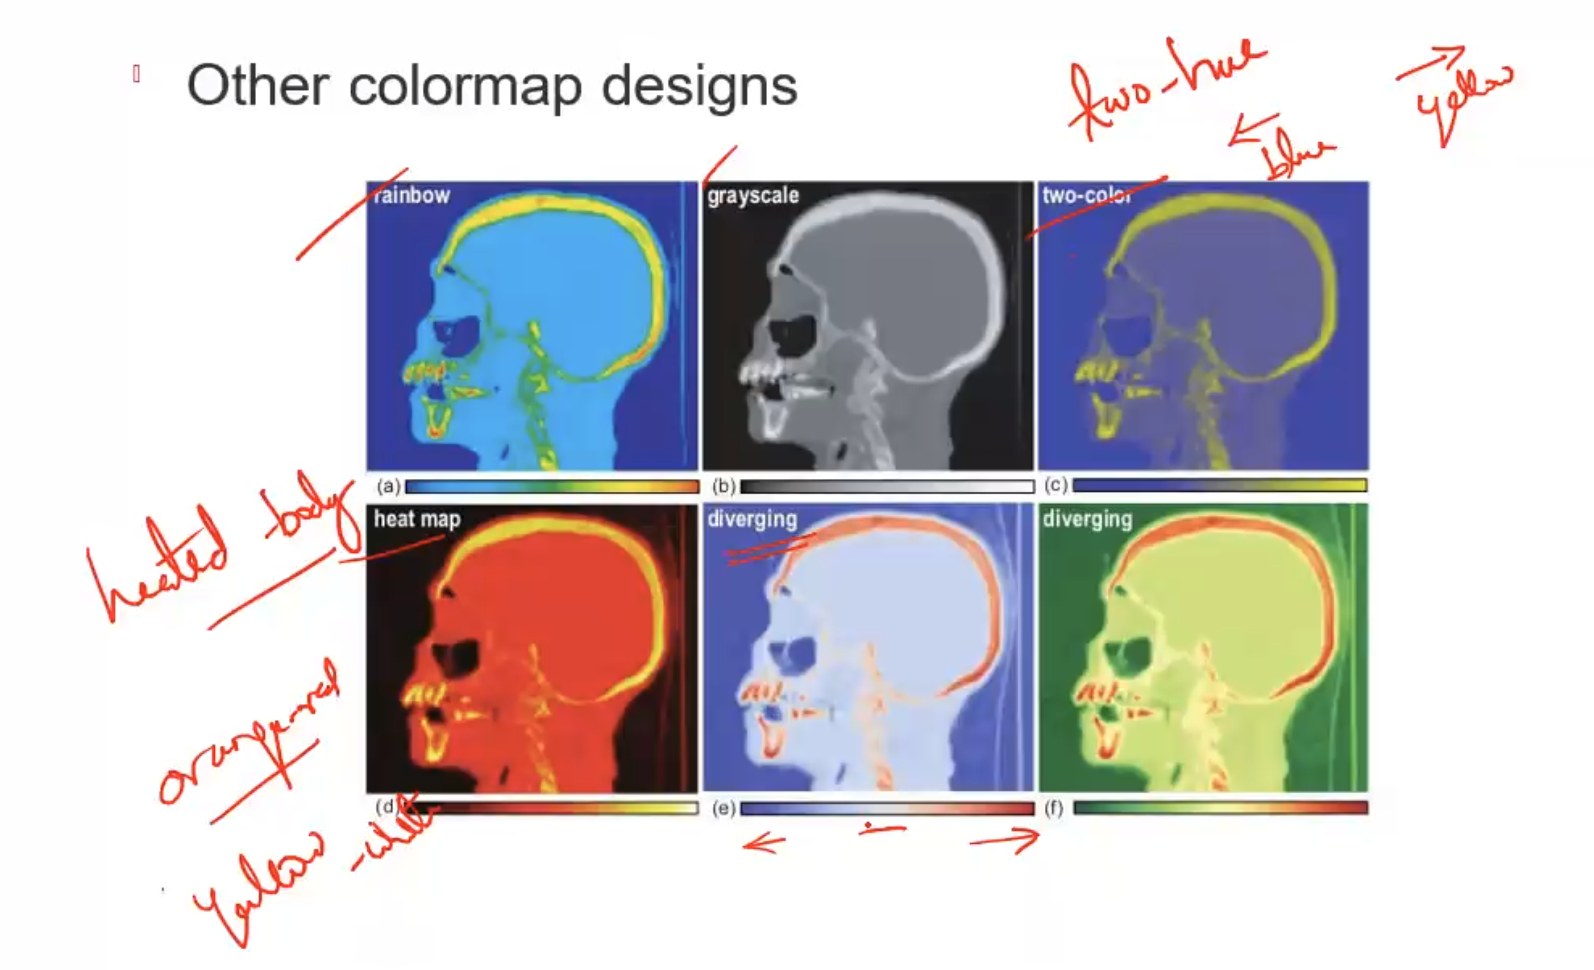 Other colormap designs
two-hue
yellow
blue
rainbow
grayscale
two-color
(a)
(b)
(c)
heated body
heat map
diverging
diverging
orange-red
(d)
(e)
(f)
yellow-white